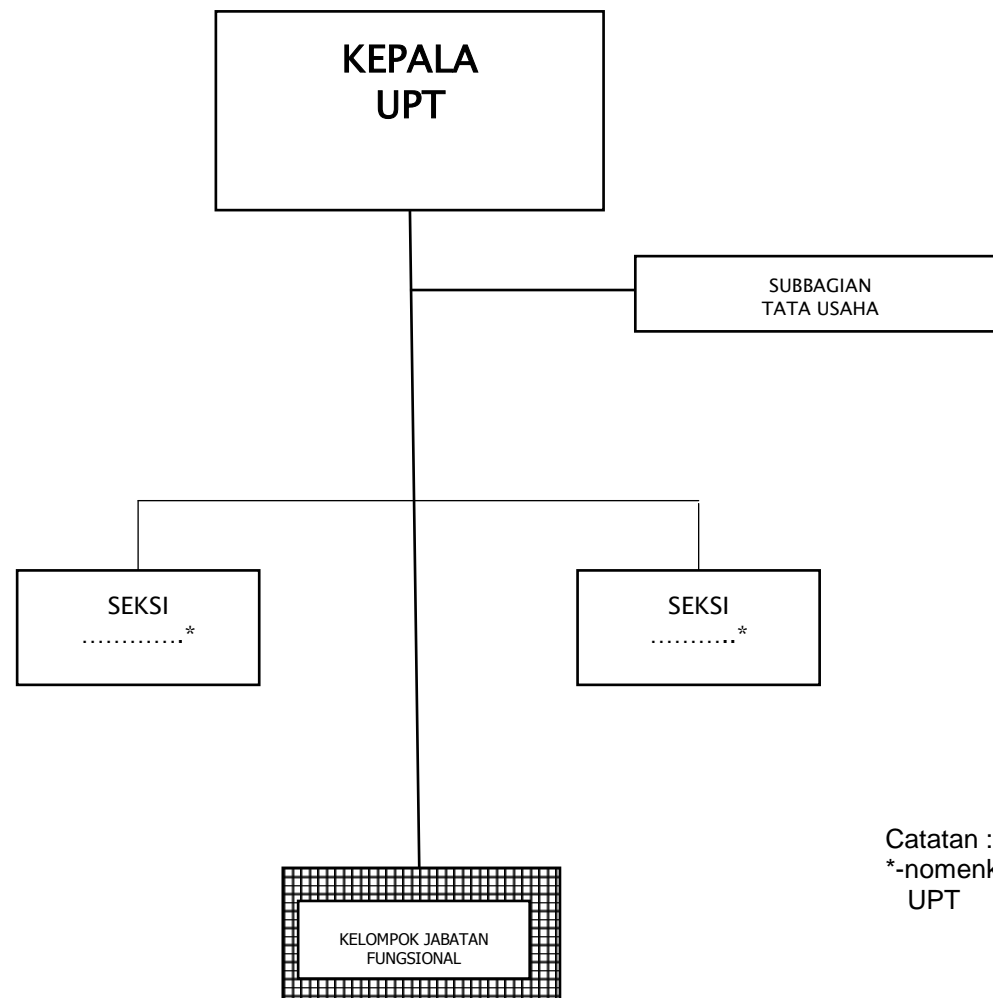 KEPALA
UPT
SUBBAGIAN
TATA USAHA
SEKSI
………….*
SEKSI
………..*
Catatan :
UPT
KELOMPOK JABATAN
FUNGSIONAL